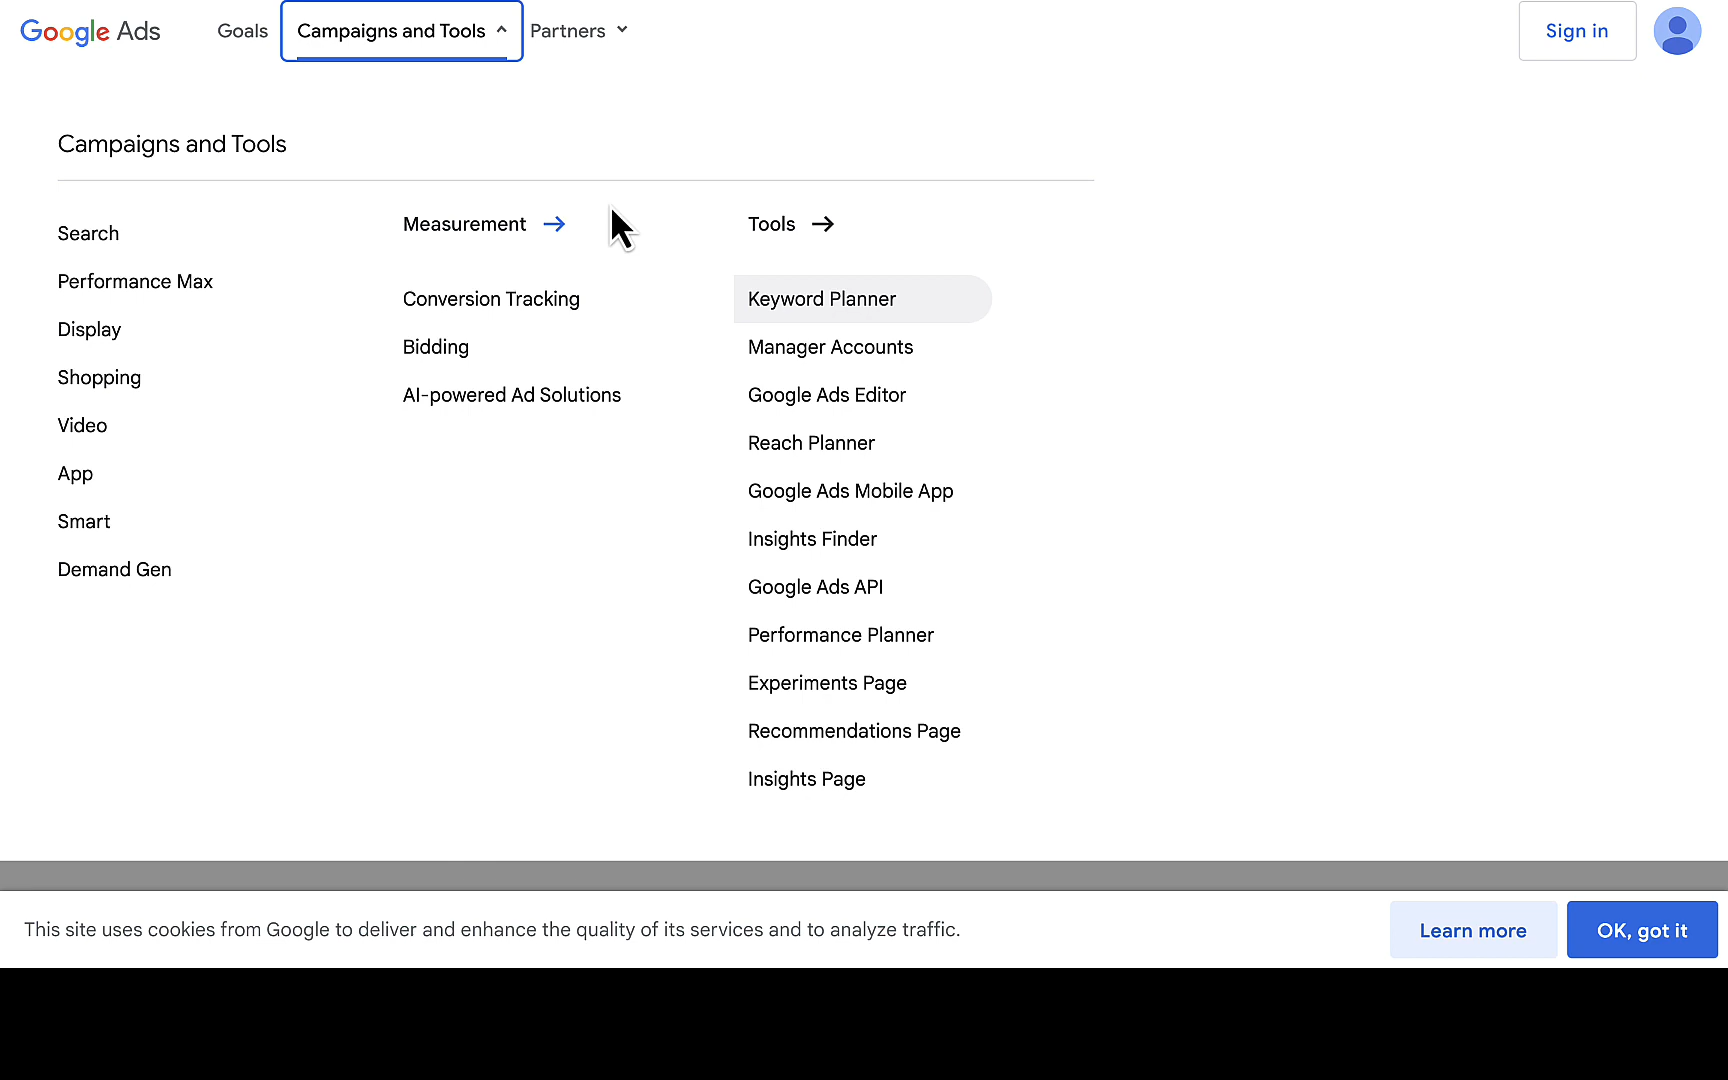 Google Ads
Goals
Campaigns and Tools
Partners
Sign in
Campaigns and Tools
Search
Performance Max
Display
Shopping
Video
App
Smart
Demand Gen
Measurement
Conversion Tracking
Bidding
AI-powered Ad Solutions
Tools
Keyword Planner
Manager Accounts
Google Ads Editor
Reach Planner
Google Ads Mobile App
Insights Finder
Google Ads API
Performance Planner
Experiments Page
Recommendations Page
Insights Page
This site uses cookies from Google to deliver and enhance the quality of its services and to analyze traffic.
Learn more
OK, got it